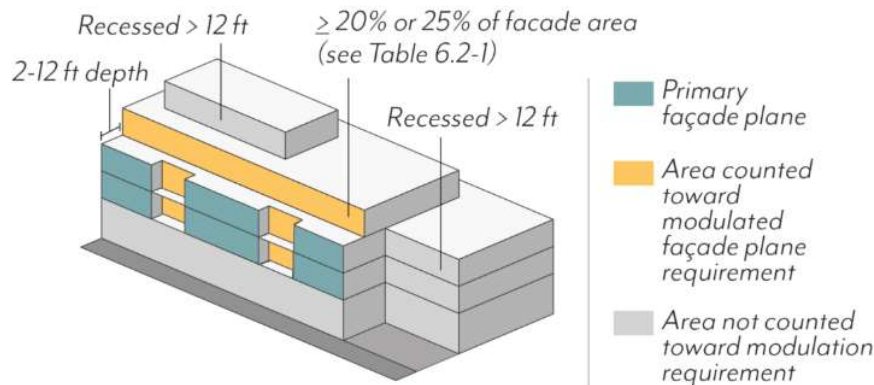 Recessed > 12 ft
≥ 20% or 25% of facade area
(see Table 6.2-1)
2-12 ft depth
Recessed > 12 ft
Primary
façade plane
Area counted
toward
modulated
façade plane
requirement
Area not counted
toward modulation
requirement